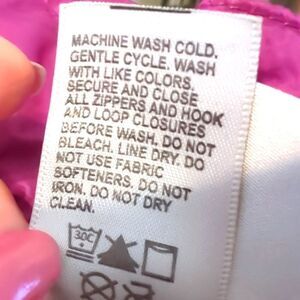 MACHINE WASH COLD.
GENTLE CYCLE. WASH
WITH LIKE COLORS.
SECURE AND CLOSE
ALL ZIPPERS AND HOOK
AND LOOP CLOSURES
BEFORE WASH. DO NOT
BLEACH. LINE DRY. DO
NOT USE FABRIC
SOFTENERS. DO NOT
IRON. DO NOT DRY
CLEAN.
30C